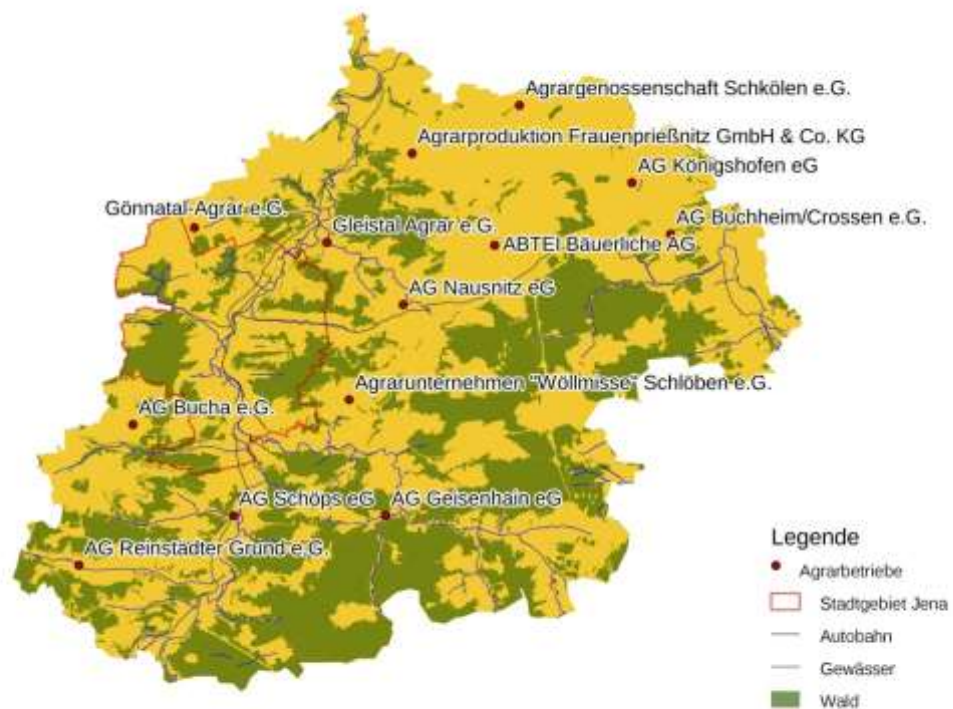 Agrargenossenschaft Schkölen e.G.
Agrarproduktion Frauenprießnitz GmbH & Co. KG
AG Königshofen eG
Gönnatal-Agrar e.G.
Gleistal Agrar e.G.
AG Buchheim/Crossen e.G.
ABTEI Bäuerliche AG
AG Nausnitz eG
Agrarunternehmen "Wöllmisse" Schlöben e.G.
AG Bucha e.G.
AG Schöps eG
AG Geisenhain eG
AG Reinstädter Grund e.G.
Legende
Agrarbetriebe
Stadtgebiet Jena
Autobahn
Gewässer
Wald